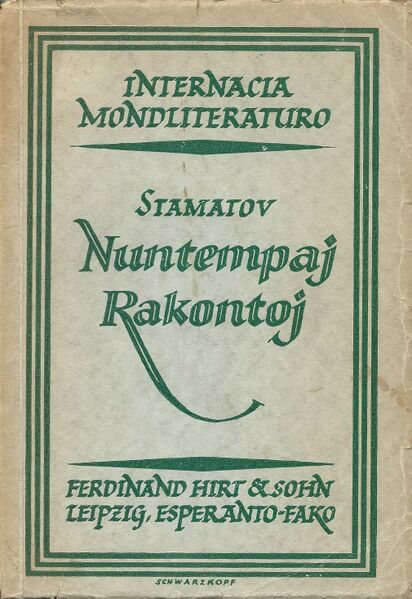 INTERNACIA
MONDLITERATURO
STAMATOV
Nuntempaj
Rakontoj
FERDINAND HIRT & SOHN
LEIPZIG, ESPERANTO-FAKO
SCHWARZKOPF